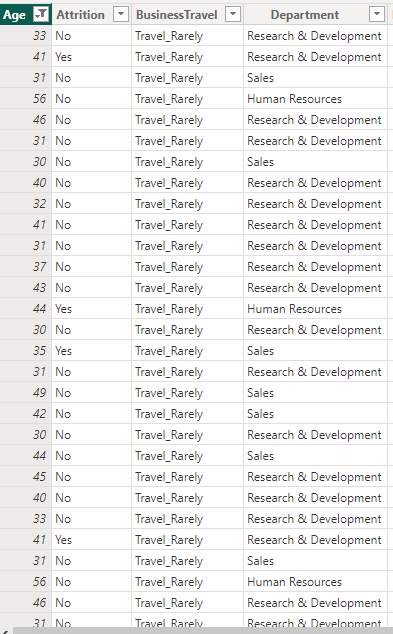 Age Attrition BusinessTravel Department
33 No Travel_Rarely Research & Development
41 Yes Travel_Rarely Research & Development
31 No Travel_Rarely Sales
56 No Travel_Rarely Human Resources
46 No Travel_Rarely Research & Development
31 No Travel_Rarely Research & Development
30 No Travel_Rarely Sales
40 No Travel_Rarely Research & Development
32 No Travel_Rarely Research & Development
41 No Travel_Rarely Research & Development
31 No Travel_Rarely Research & Development
37 No Travel_Rarely Research & Development
43 No Travel_Rarely Research & Development
44 Yes Travel_Rarely Human Resources
30 No Travel_Rarely Research & Development
35 Yes Travel_Rarely Sales
31 No Travel_Rarely Research & Development
49 No Travel_Rarely Sales
42 No Travel_Rarely Sales
30 No Travel_Rarely Research & Development
44 No Travel_Rarely Sales
45 No Travel_Rarely Research & Development
40 No Travel_Rarely Research & Development
33 No Travel_Rarely Research & Development
41 Yes Travel_Rarely Research & Development
31 No Travel_Rarely Sales
56 No Travel_Rarely Human Resources
46 No Travel_Rarely Research & Development
31 No Travel_Rarely Research & Development